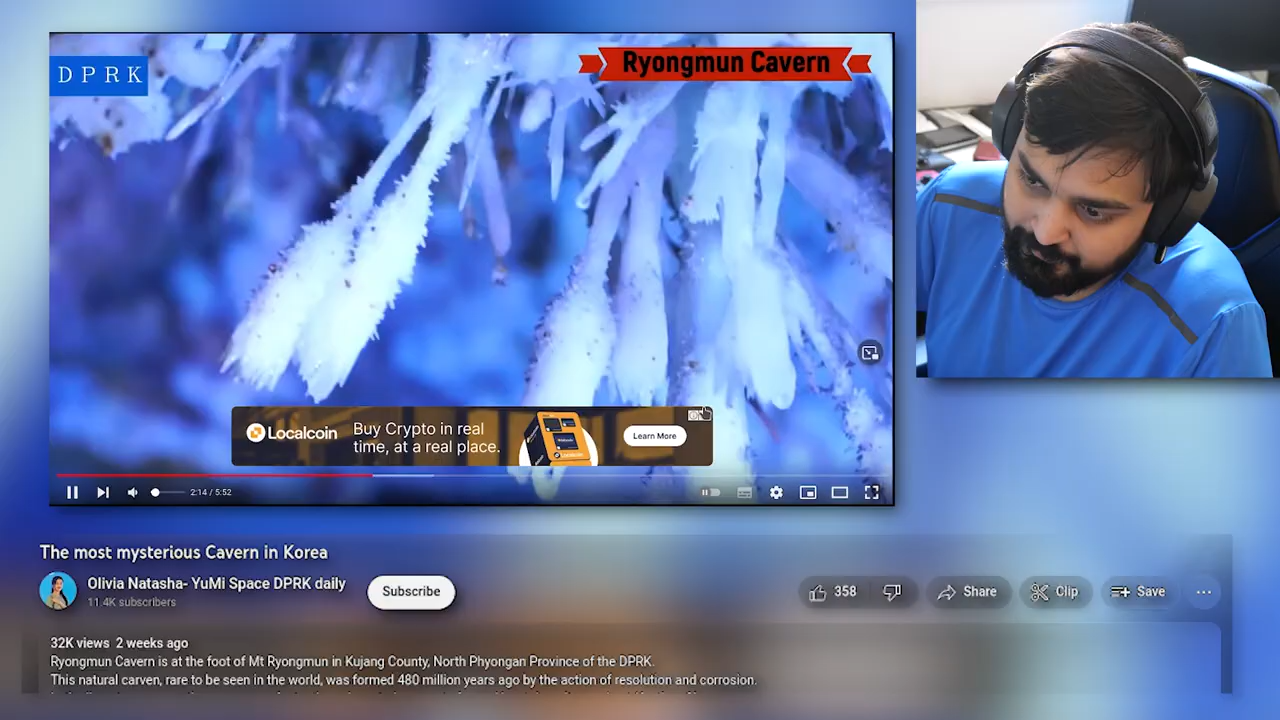 DPRK
Ryongmun Cavern
Localcoin
Buy Crypto in real
time, at a real place.
Learn More
2:14 / 5:52
The most mysterious Cavern in Korea
Olivia Natasha- YuMi Space DPRK daily
11.4K subscribers
Subscribe
358
Share
Clip
Save
32K views 2 weeks ago
Ryongmun Cavern is at the foot of Mt Ryongmun in Kujang County, North Phyongan Province of the DPRK.
This natural carven, rare to be seen in the world, was formed 480 million years ago by the action of resolution and corrosion.